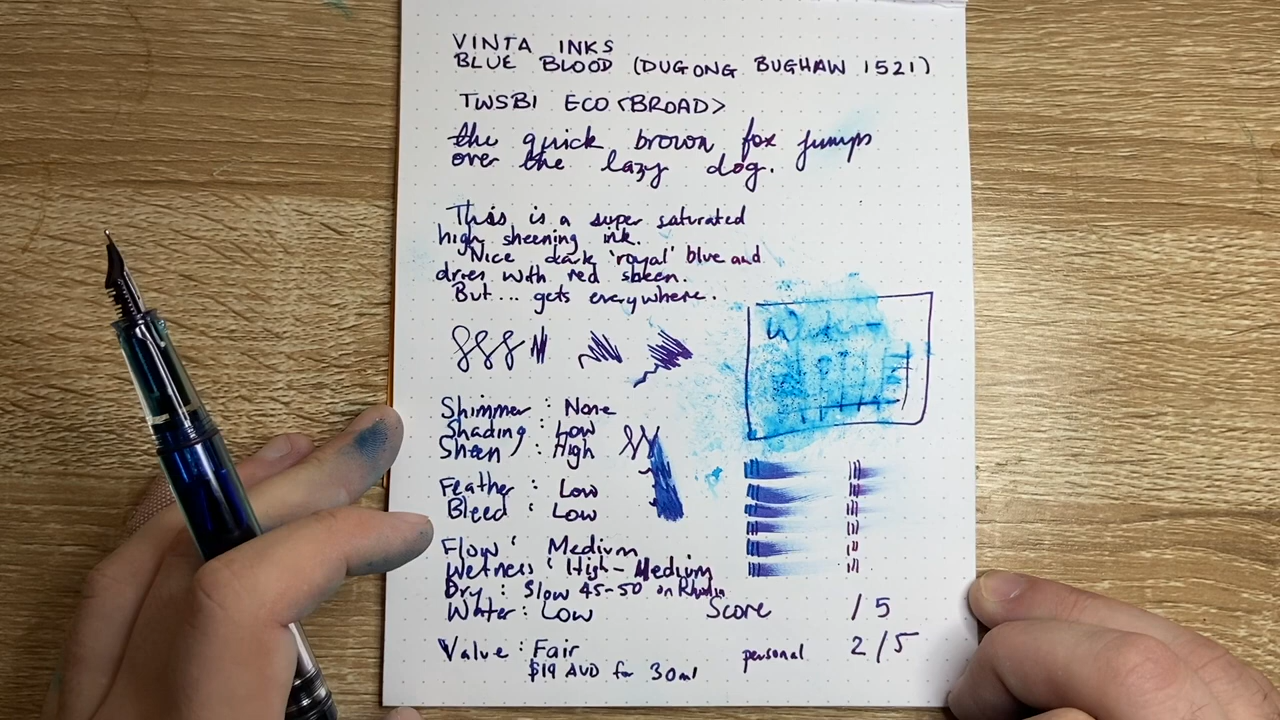 VINTA INKS
BLUE BLOOD (DUGONG BUGHAW 1521)
TWSBI ECO <BROAD>
the quick brown fox jumps
over the lazy dog.
This is a super saturated
high sheening ink.
Nice dark 'royal' blue and
dries with red sheen.
But... gets everywhere.
Water
Shimmer : None
Shading : Low
Sheen : High
Feather : Low
Bleed : Low
Flow : Medium
Wetness : High-Medium
Dry : Slow 45-50 on Rhodia
Water : Low
Score /5
Value : Fair
$19 AUD for 30ml
personal 2/5